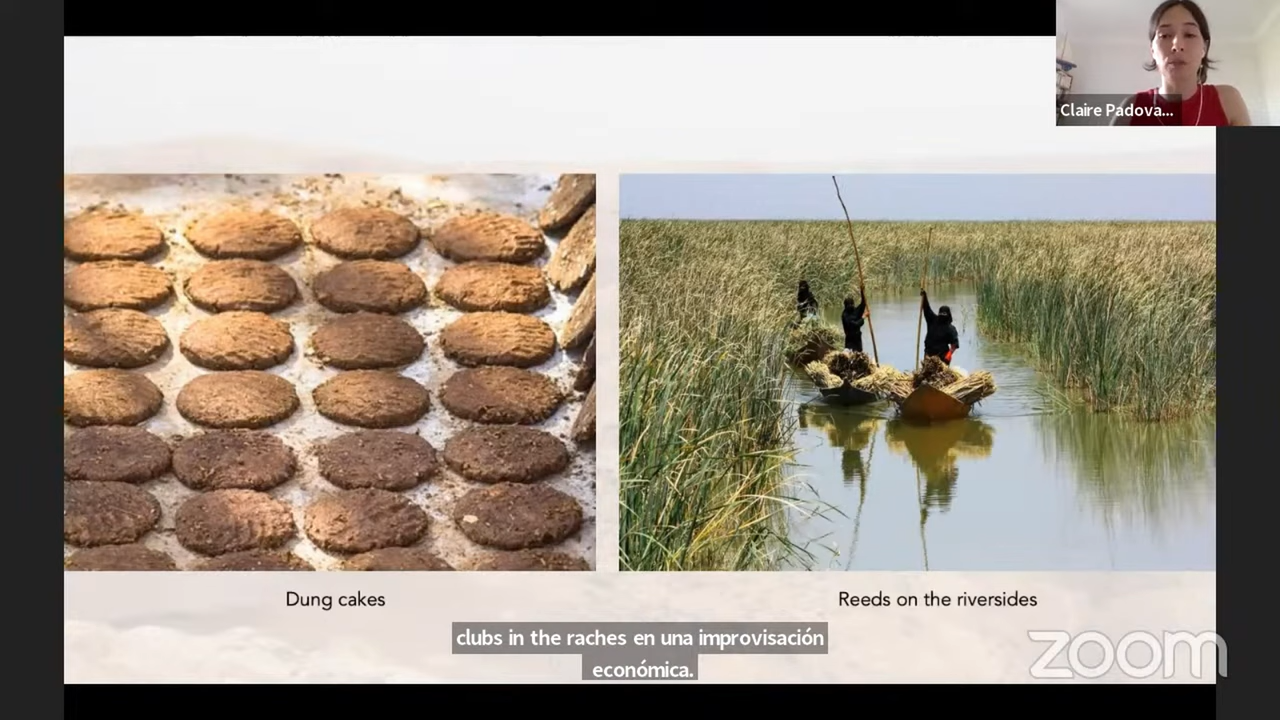 Claire Padova...
Dung cakes
Reeds on the riversides
clubs in the raches en una improvisación
económica.
zoom